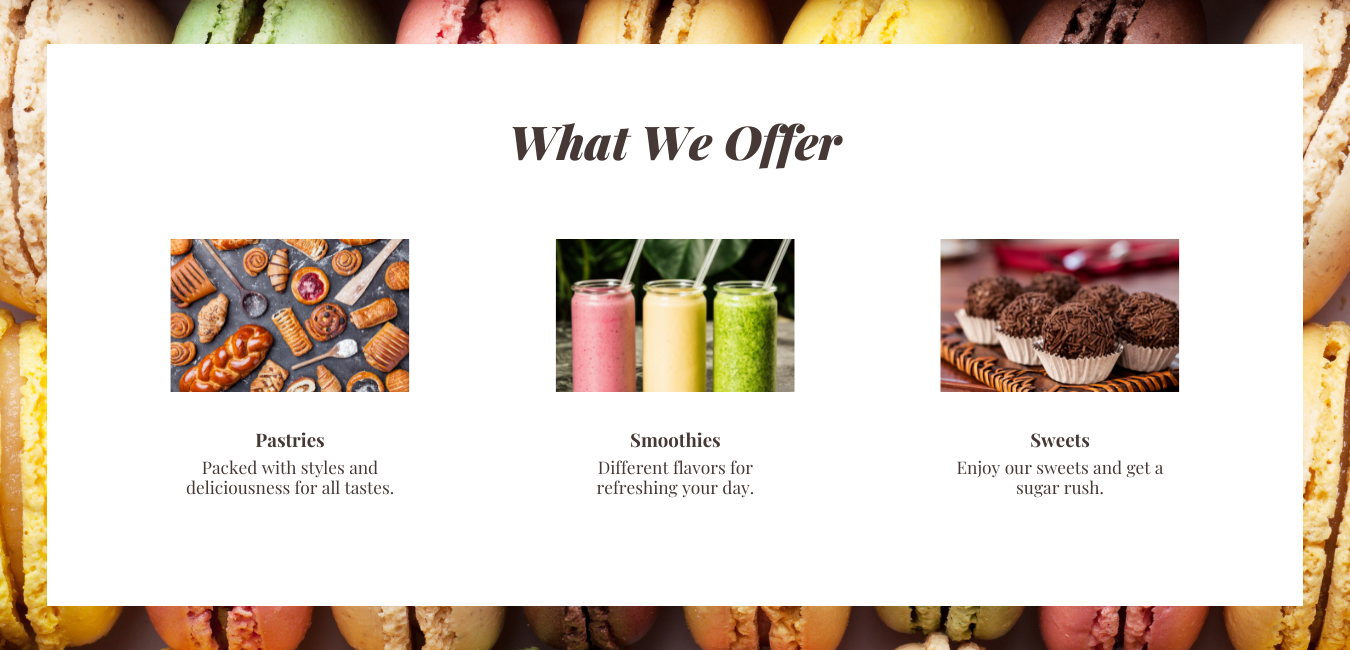 What We Offer
Pastries
Packed with styles and
deliciousness for all tastes.
Smoothies
Different flavors for
refreshing your day.
Sweets
Enjoy our sweets and get a
sugar rush.